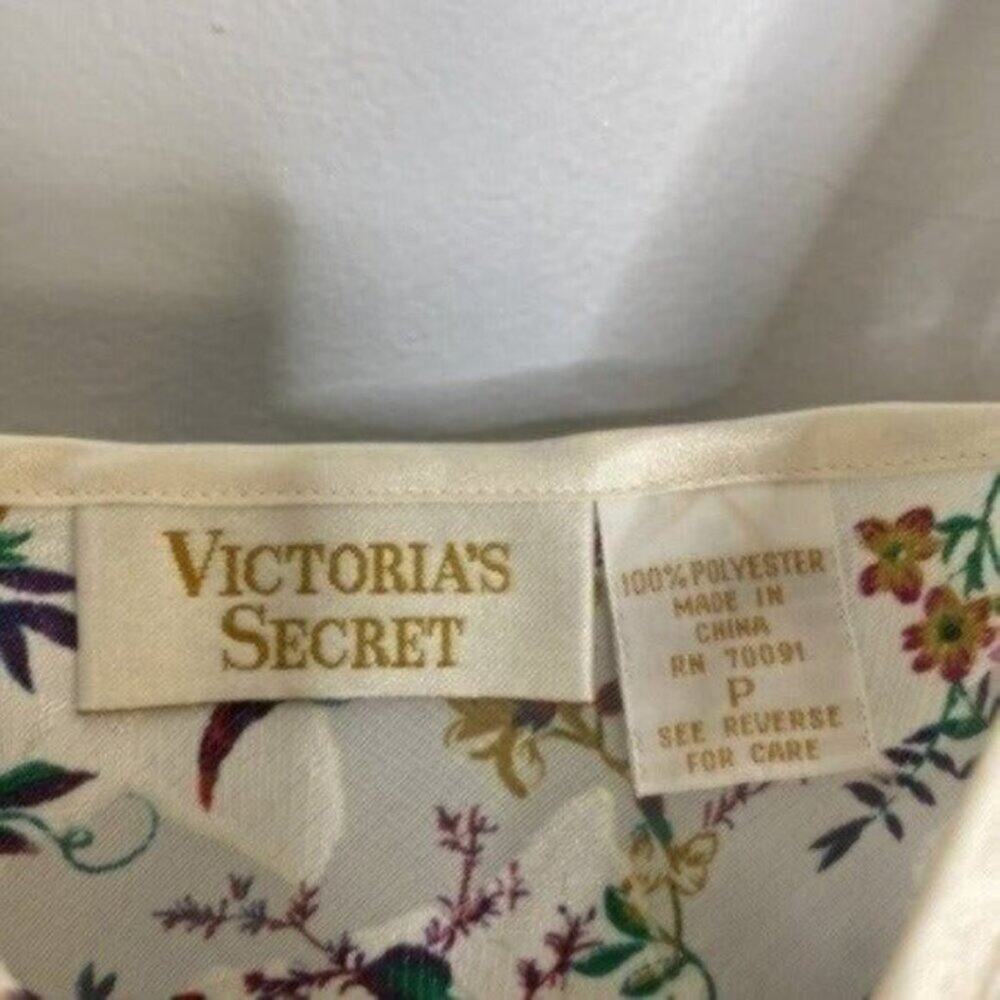 VICTORIA'S
SECRET
100% POLYESTER
MADE IN
CHINA
RN 70091
P
SEE REVERSE
FOR CARE